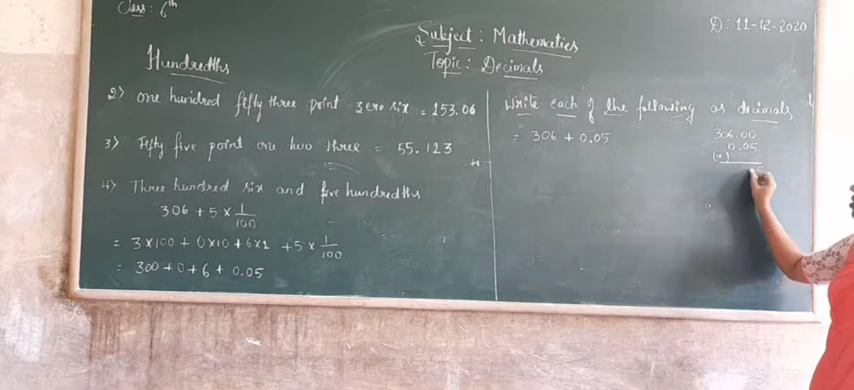 Class: 6th
Subject: Mathematics
Topic: Decimals
D: 11-12-2020
Hundredths
2) One hundred fifty three point zero six = 153.06
3) Fifty five point one two three = 55.123
4) Three hundred six and five hundredths
306 + 5 × 1/100
= 3×100 + 0×10 + 6×1 + 5 × 1/100
= 300 + 0 + 6 + 0.05
Write each of the following as decimals
= 306 + 0.05
306.00
0.05
(+)